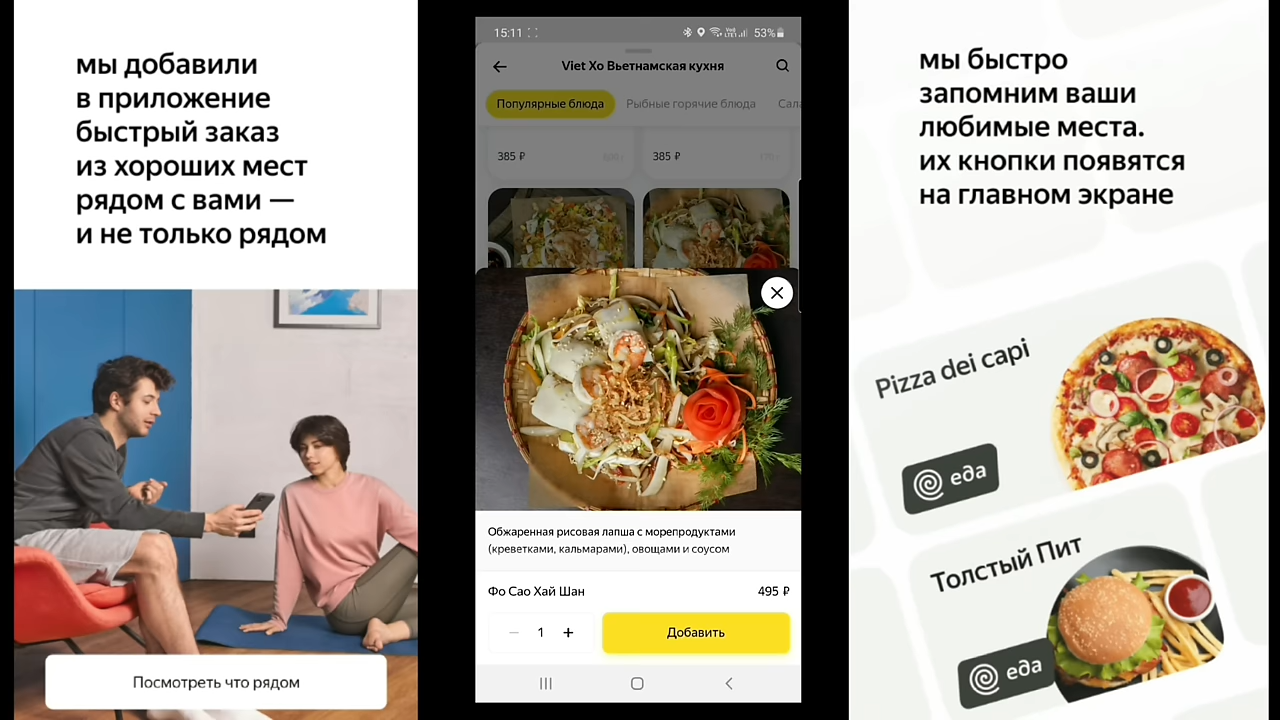 мы добавили
в приложение
быстрый заказ
из хороших мест
рядом с вами —
и не только рядом
Посмотреть что рядом
15:11 53%
Viet Xo Вьетнамская кухня
Популярные блюда Рыбные горячие блюда Сала
385 ₽ 385 ₽
Обжаренная рисовая лапша с морепродуктами
(креветками, кальмарами), овощами и соусом
Фо Сао Хай Шан 495 ₽
1 Добавить
мы быстро
запомним ваши
любимые места.
их кнопки появятся
на главном экране
Pizza dei capi
еда
Толстый Пит
еда